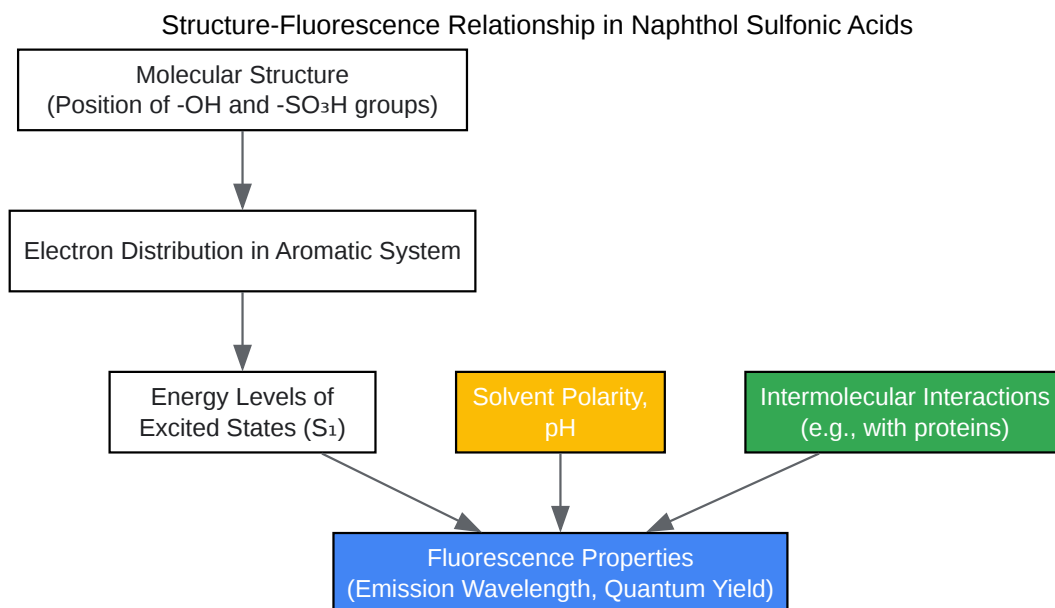 Structure-Fluorescence Relationship in Naphthol Sulfonic Acids
Molecular Structure
(Position of -OH and -SO₃H groups)
Electron Distribution in Aromatic System
Energy Levels of
Excited States (S₁)
Solvent Polarity,
pH
Intermolecular Interactions
(e.g., with proteins)
Fluorescence Properties
(Emission Wavelength, Quantum Yield)